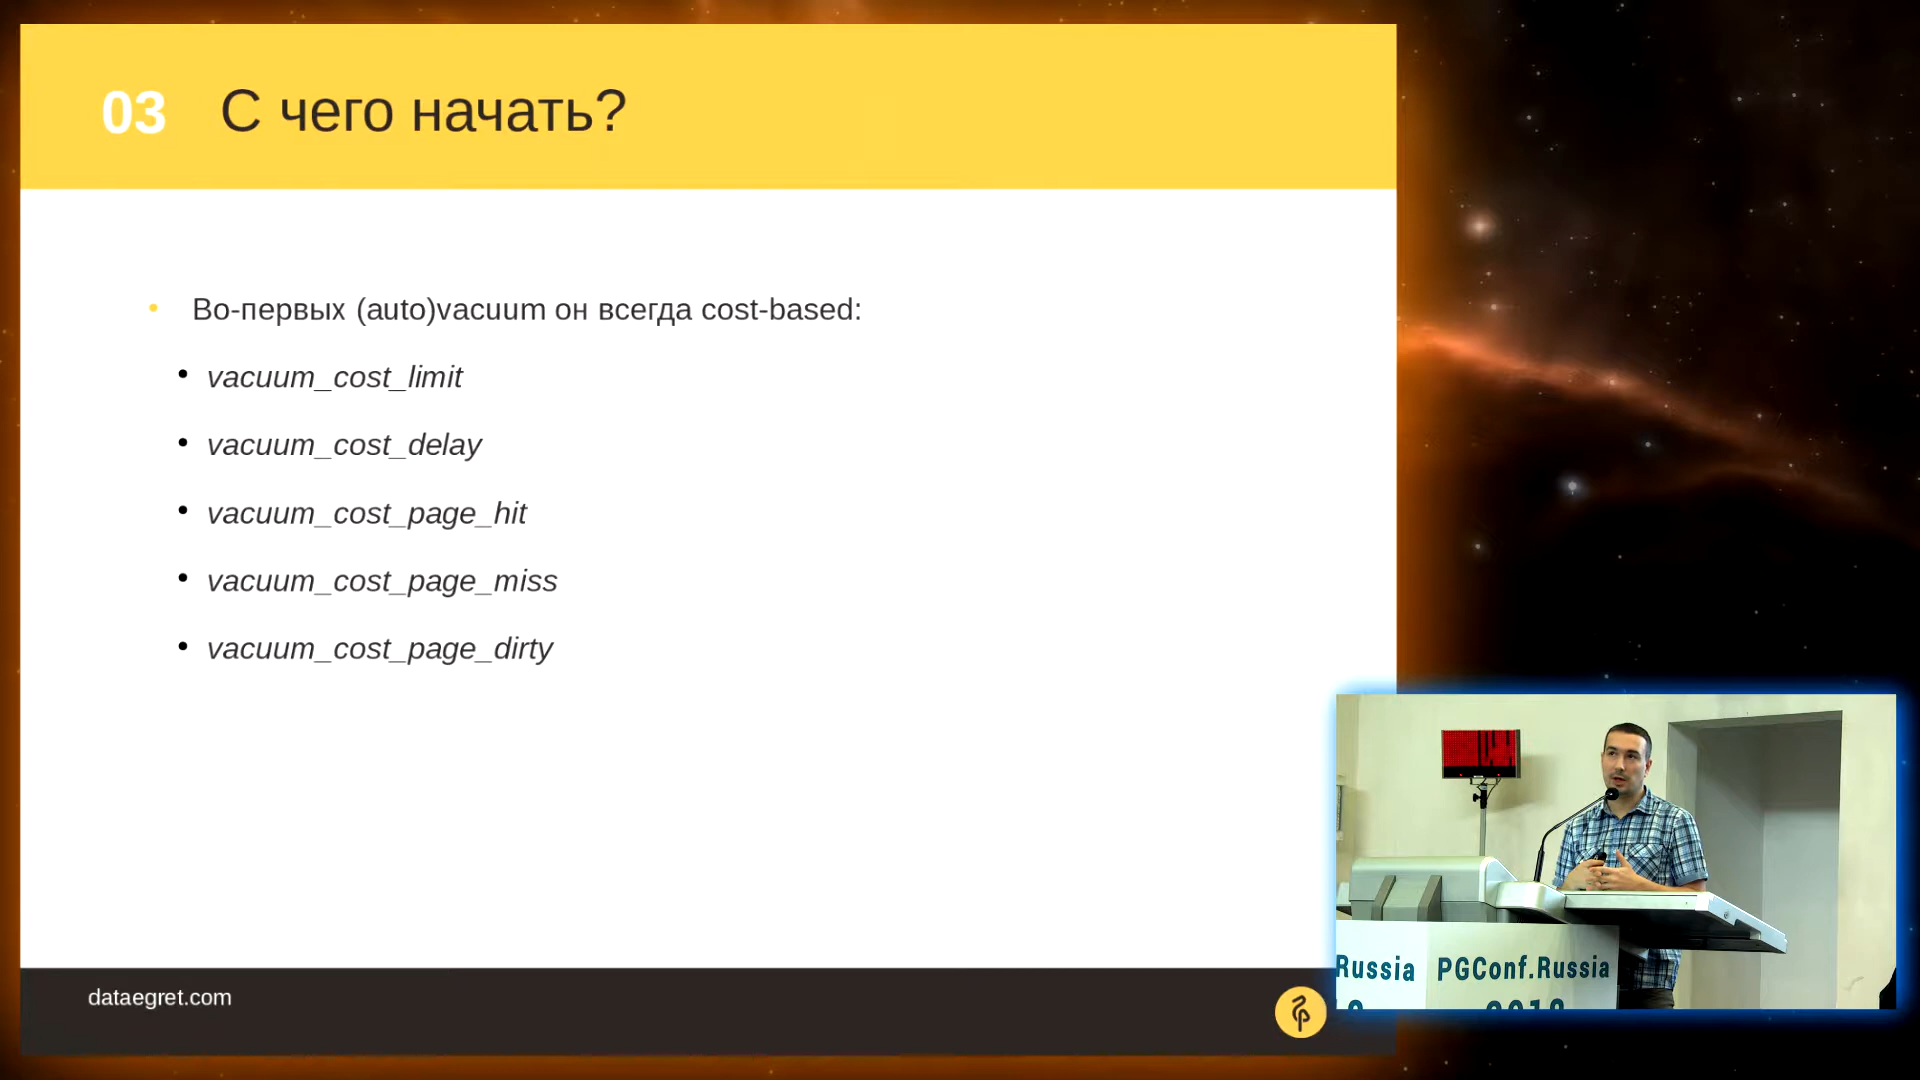 03 С чего начать?
Во-первых (auto)vacuum он всегда cost-based:
vacuum_cost_limit
vacuum_cost_delay
vacuum_cost_page_hit
vacuum_cost_page_miss
vacuum_cost_page_dirty
dataegret.com
Russia PGConf.Russia